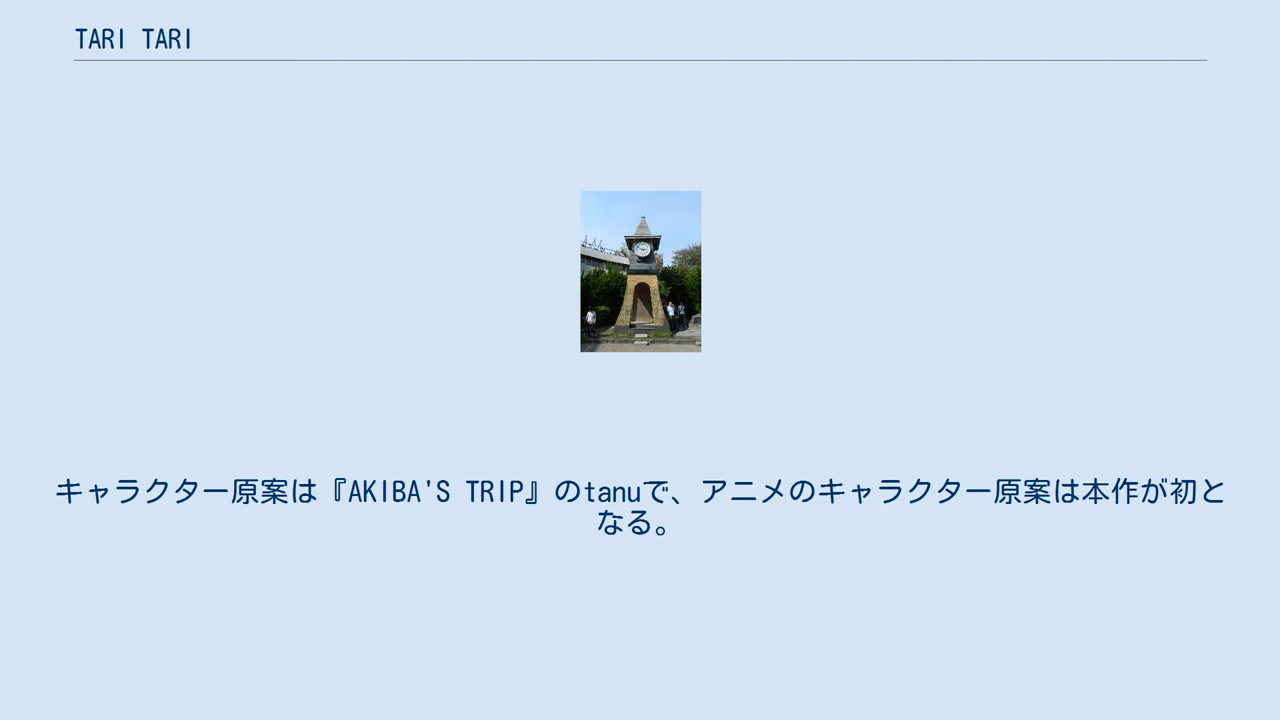 TARI TARI
キャラクター原案は『AKIBA'S TRIP』のtanuで、アニメのキャラクター原案は本作が初と
なる。